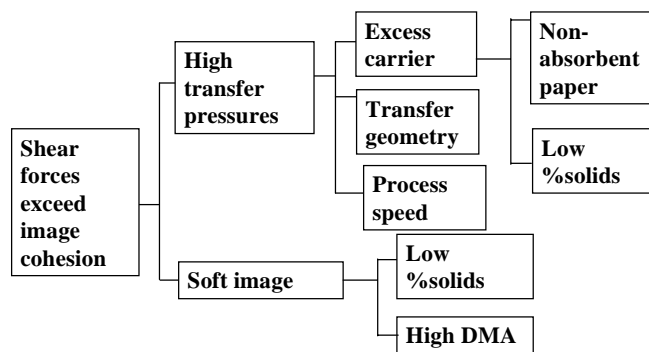 Shear
forces
exceed
image
cohesion
High
transfer
pressures
Soft image
Excess
carrier
Transfer
geometry
Process
speed
Low
%solids
High DMA
Non-
absorbent
paper
Low
%solids